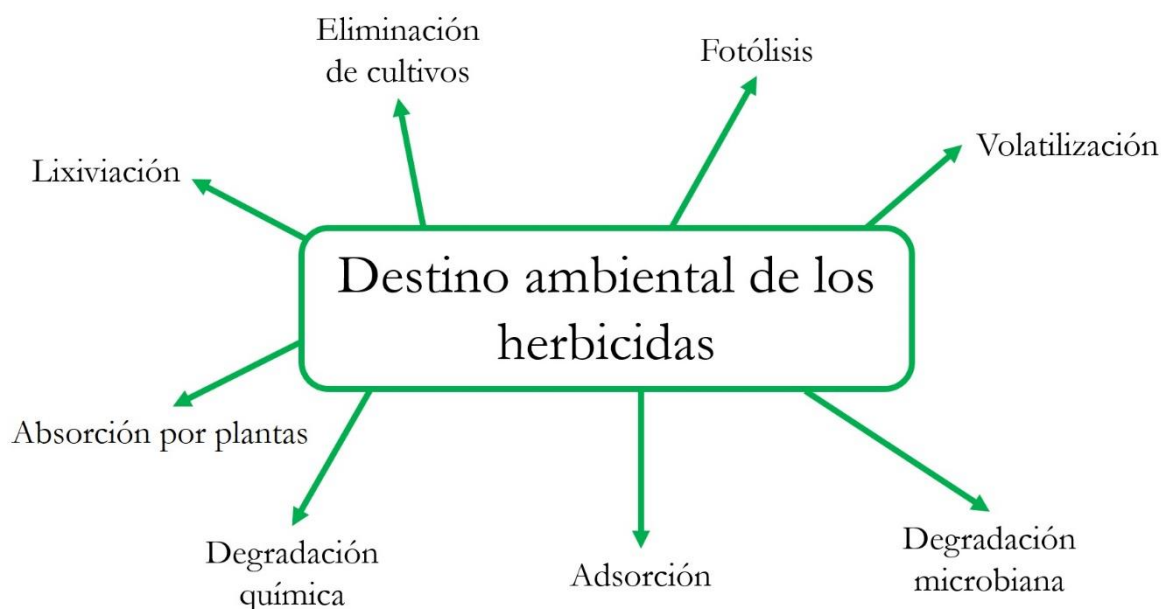 Eliminación
de cultivos
Fotólisis
Lixiviación
Volatilización
Destino ambiental de los
herbicidas
Absorción por plantas
Degradación
química
Adsorción
Degradación
microbiana